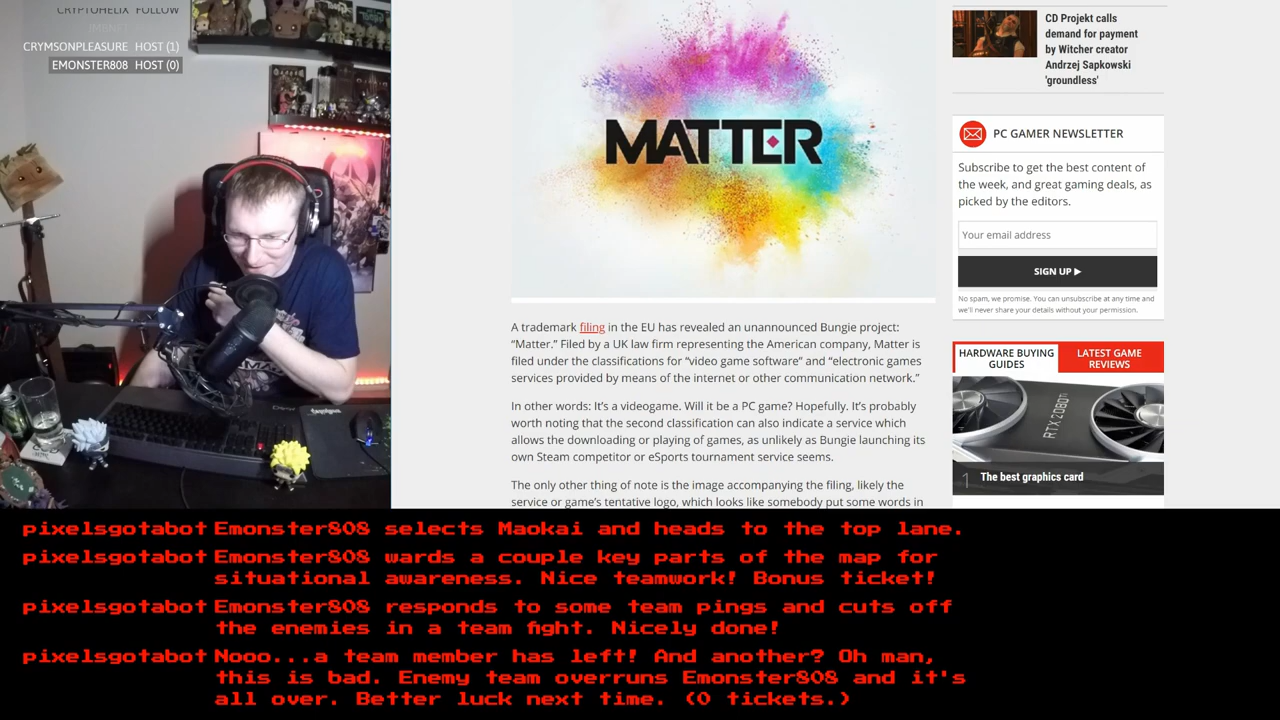 CRYPTOHELIX FOLLOW
CRYMSONPLEASURE HOST (1)
EMONSTER808 HOST (0)
MATTER
A trademark filing in the EU has revealed an unannounced Bungie project:
“Matter.” Filed by a UK law firm representing the American company, Matter is
filed under the classifications for “video game software” and “electronic games
services provided by means of the internet or other communication network.”
In other words: It’s a videogame. Will it be a PC game? Hopefully. It’s probably
worth noting that the second classification can also indicate a service which
allows the downloading or playing of games, as unlikely as Bungie launching its
own Steam competitor or eSports tournament service seems.
The only other thing of note is the image accompanying the filing, likely the
service or game’s tentative logo, which looks like somebody put some words in
CD Projekt calls
demand for payment
by Witcher creator
Andrzej Sapkowski
'groundless'
PC GAMER NEWSLETTER
Subscribe to get the best content of
the week, and great gaming deals, as
picked by the editors.
Your email address
SIGN UP ▶
No spam, we promise. You can unsubscribe at any time and
we'll never share your details without your permission.
HARDWARE BUYING
GUIDES
LATEST GAME
REVIEWS
RTX 2080Ti
1 The best graphics card
pixelsgotabot Emonster808 selects Maokai and heads to the top lane.
pixelsgotabot Emonster808 wards a couple key parts of the map for
situational awareness. Nice teamwork! Bonus ticket!
pixelsgotabot Emonster808 responds to some team pings and cuts off
the enemies in a team fight. Nicely done!
pixelsgotabot Nooo...a team member has left! And another? Oh man,
this is bad. Enemy team overruns Emonster808 and it's
all over. Better luck next time. (0 tickets.)